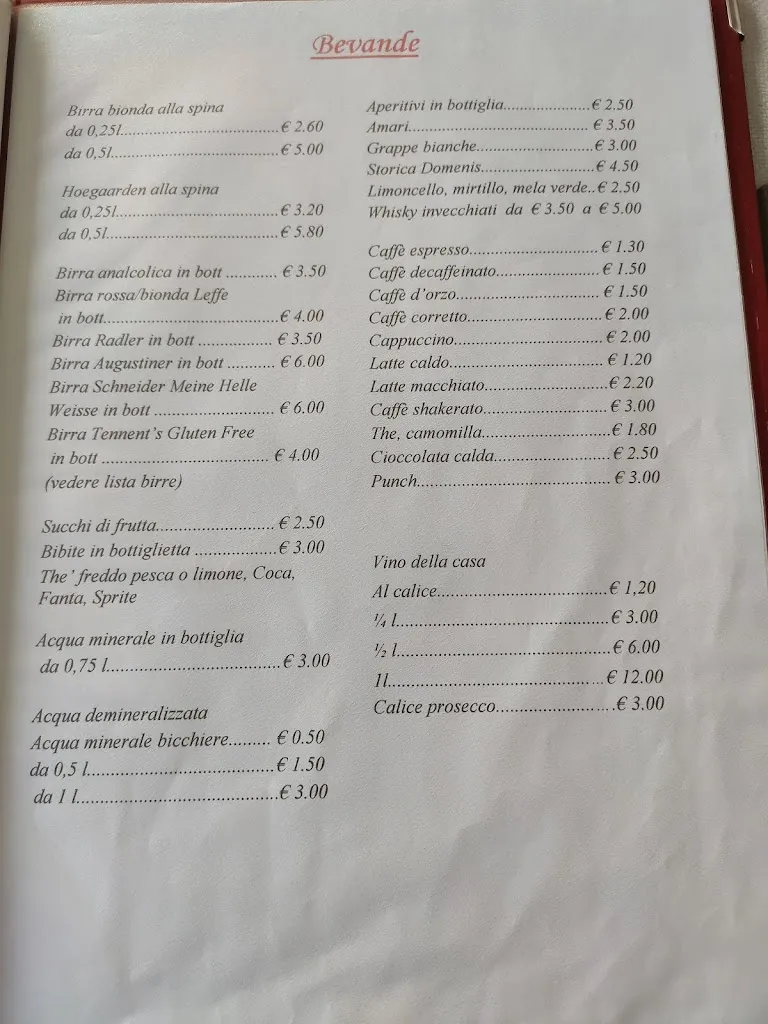 Bevande
Birra bionda alla spina
da 0,25l.......................................€ 2.60
da 0,5l.........................................€ 5.00
Hoegaarden alla spina
da 0,25l.......................................€ 3.20
da 0,5l.........................................€ 5.80
Birra analcolica in bott ............ € 3.50
Birra rossa/bionda Leffe
in bott..........................................€ 4.00
Birra Radler in bott ................. € 3.50
Birra Augustiner in bott ........... € 6.00
Birra Schneider Meine Helle
Weisse in bott ........................... € 6.00
Birra Tennent's Gluten Free
in bott ..................................... € 4.00
(vedere lista birre)
Succhi di frutta.......................... € 2.50
Bibite in bottiglietta ..................€ 3.00
The' freddo pesca o limone, Coca,
Fanta, Sprite
Acqua minerale in bottiglia
da 0,75 l......................................€ 3.00
Acqua demineralizzata
Acqua minerale bicchiere......... € 0.50
da 0,5 l........................................€ 1.50
da 1 l...........................................€ 3.00
Aperitivi in bottiglia.....................€ 2.50
Amari............................................ € 3.50
Grappe bianche............................€ 3.00
Storica Domenis...........................€ 4.50
Limoncello, mirtillo, mela verde..€ 2.50
Whisky invecchiati da € 3.50 a € 5.00
Caffè espresso............................... € 1.30
Caffè decaffeinato.........................€ 1.50
Caffè d'orzo................................... € 1.50
Caffè corretto.................................€ 2.00
Cappuccino.................................... € 2.00
Latte caldo..................................... € 1.20
Latte macchiato..............................€ 2.20
Caffè shakerato..............................€ 3.00
The, camomilla...............................€ 1.80
Cioccolata calda............................€ 2.50
Punch.............................................. € 3.00
Vino della casa
Al calice.........................................€ 1,20
¼ l...................................................€ 3.00
½ l...................................................€ 6.00
1l..................................................... € 12.00
Calice prosecco.............................€ 3.00